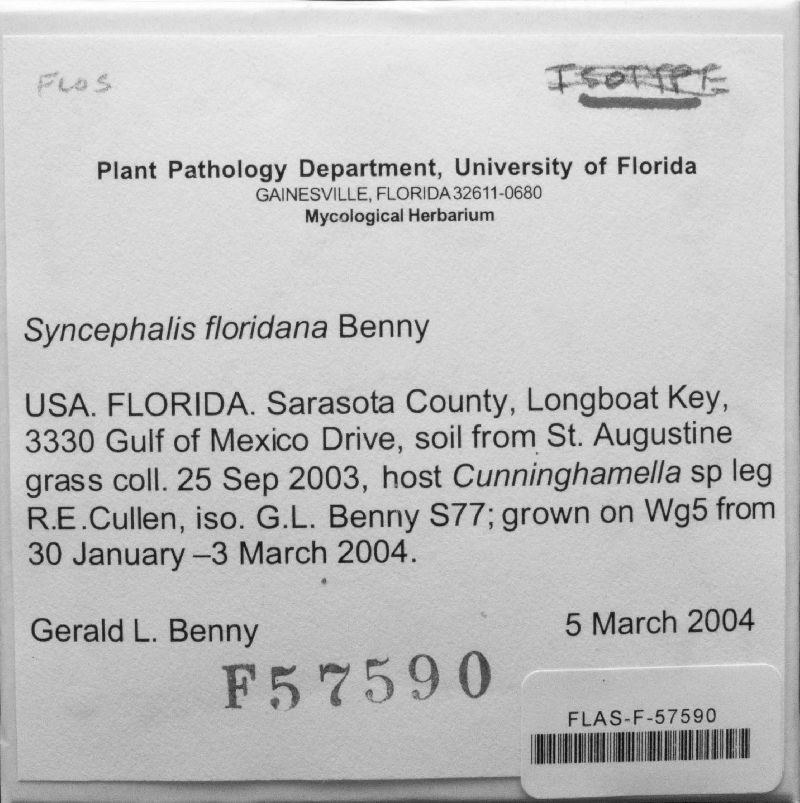 FLOS
ISOTYPE
Plant Pathology Department, University of Florida
GAINESVILLE, FLORIDA 32611-0680
Mycological Herbarium
Syncephalis floridana Benny
USA. FLORIDA. Sarasota County, Longboat Key,
3330 Gulf of Mexico Drive, soil from St. Augustine
grass coll. 25 Sep 2003, host Cunninghamella sp leg
R.E.Cullen, iso. G.L. Benny S77; grown on Wg5 from
30 January –3 March 2004.
Gerald L. Benny
5 March 2004
F57590
FLAS-F-57590